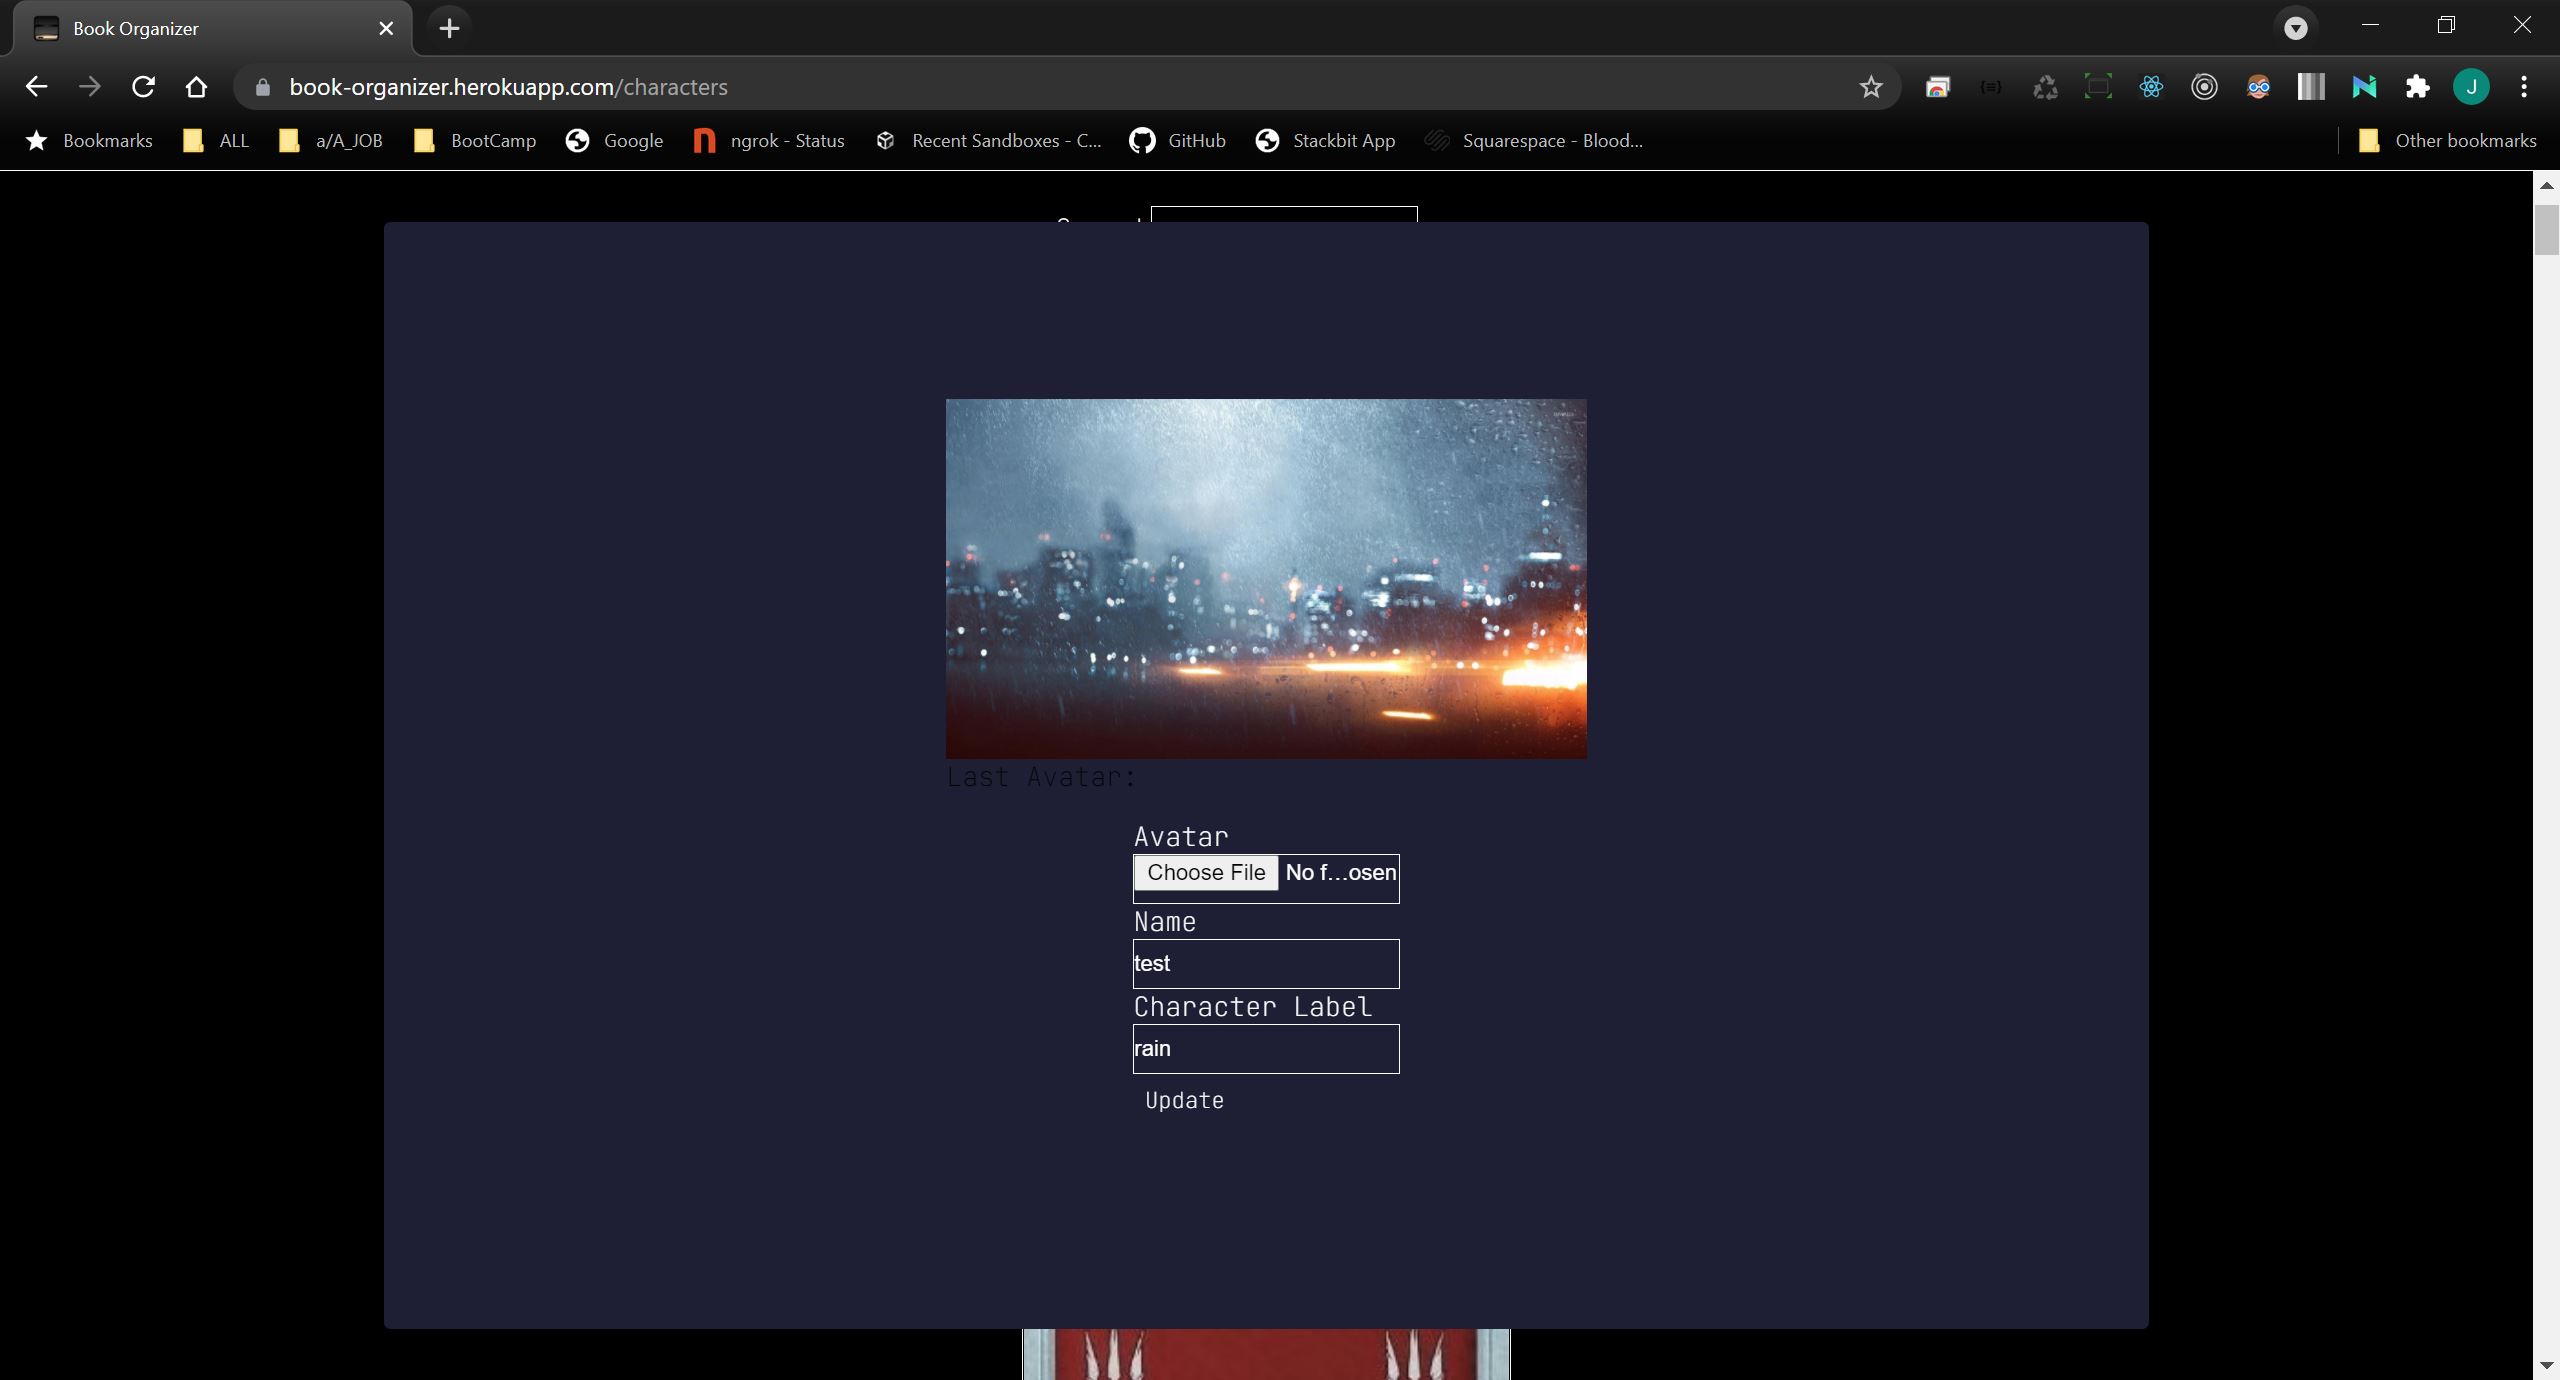 Book Organizer
book-organizer.herokuapp.com/characters
J
Bookmarks
ALL
a/A_JOB
BootCamp
Google
ngrok - Status
Recent Sandboxes - C...
GitHub
Stackbit App
Squarespace - Blood...
Other bookmarks
Last Avatar:
Avatar
Choose File No f...osen
Name
test
Character Label
rain
Update